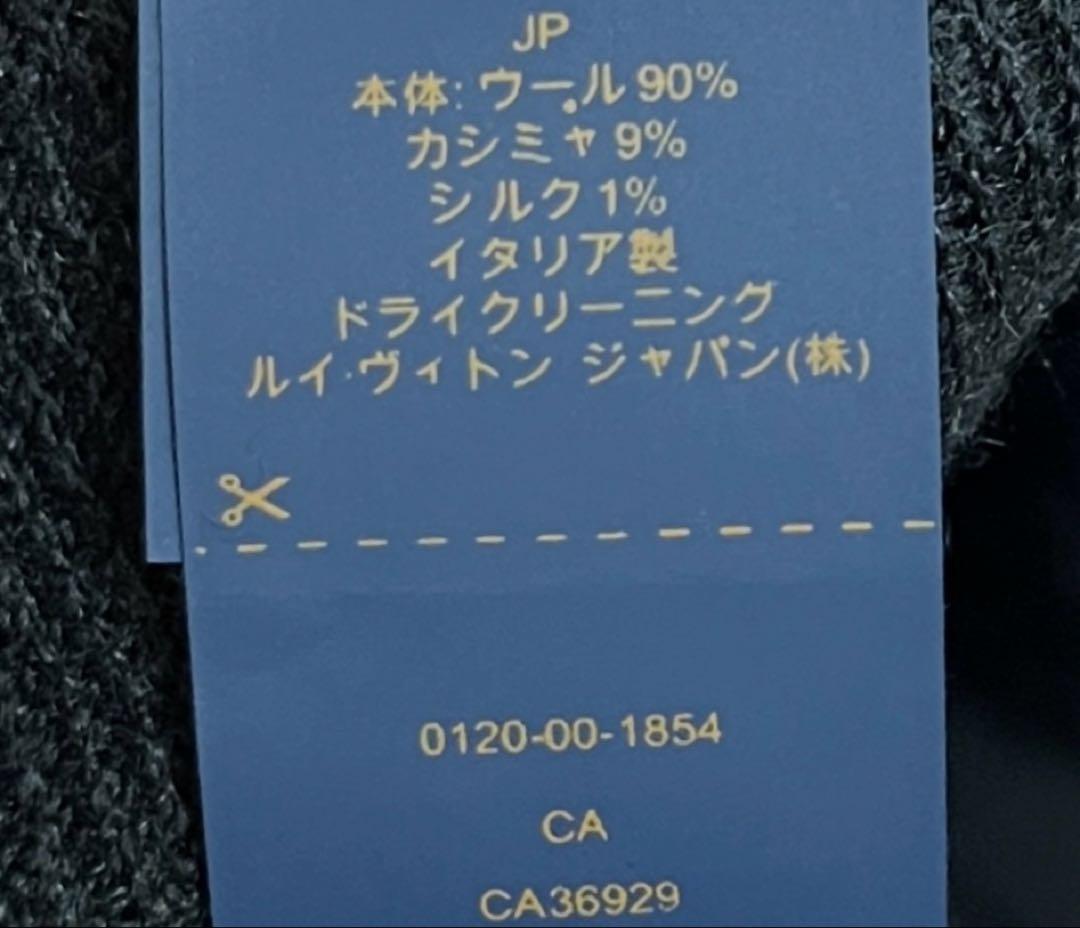 JP
本体: ウール 90%
カシミヤ 9%
シルク 1%
イタリア製
ドライクリーニング
ルイ·ヴィトン ジャパン(株)
0120-00-1854
CA
CA36929